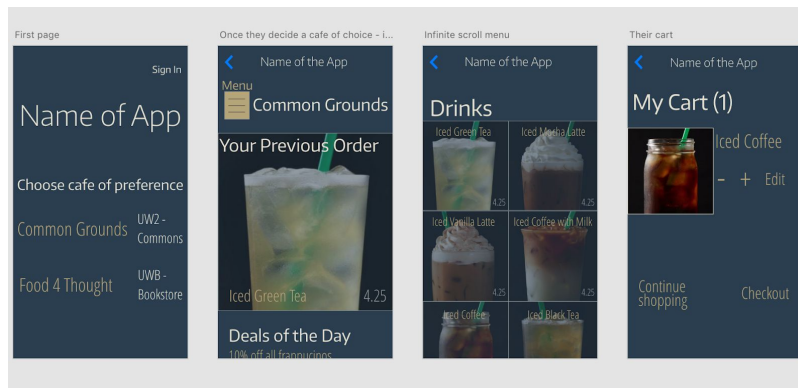 First page
Sign In
Name of App
Choose cafe of preference
Common Grounds
UW2 -
Commons
Food 4 Thought
UWB -
Bookstore
Once they decide a cafe of choice - i...
Name of the App
Menu
Common Grounds
Your Previous Order
Iced Green Tea 4.25
Deals of the Day
10% off all frappucinos
Infinite scroll menu
Name of the App
Drinks
Iced Green Tea
4.25
Iced Mocha Latte
4.25
Iced Vanilla Latte
4.25
Iced Coffee with Milk
4.25
Iced Coffee
Iced Black Tea
Their cart
Name of the App
My Cart (1)
Iced Coffee
- + Edit
Continue
shopping
Checkout